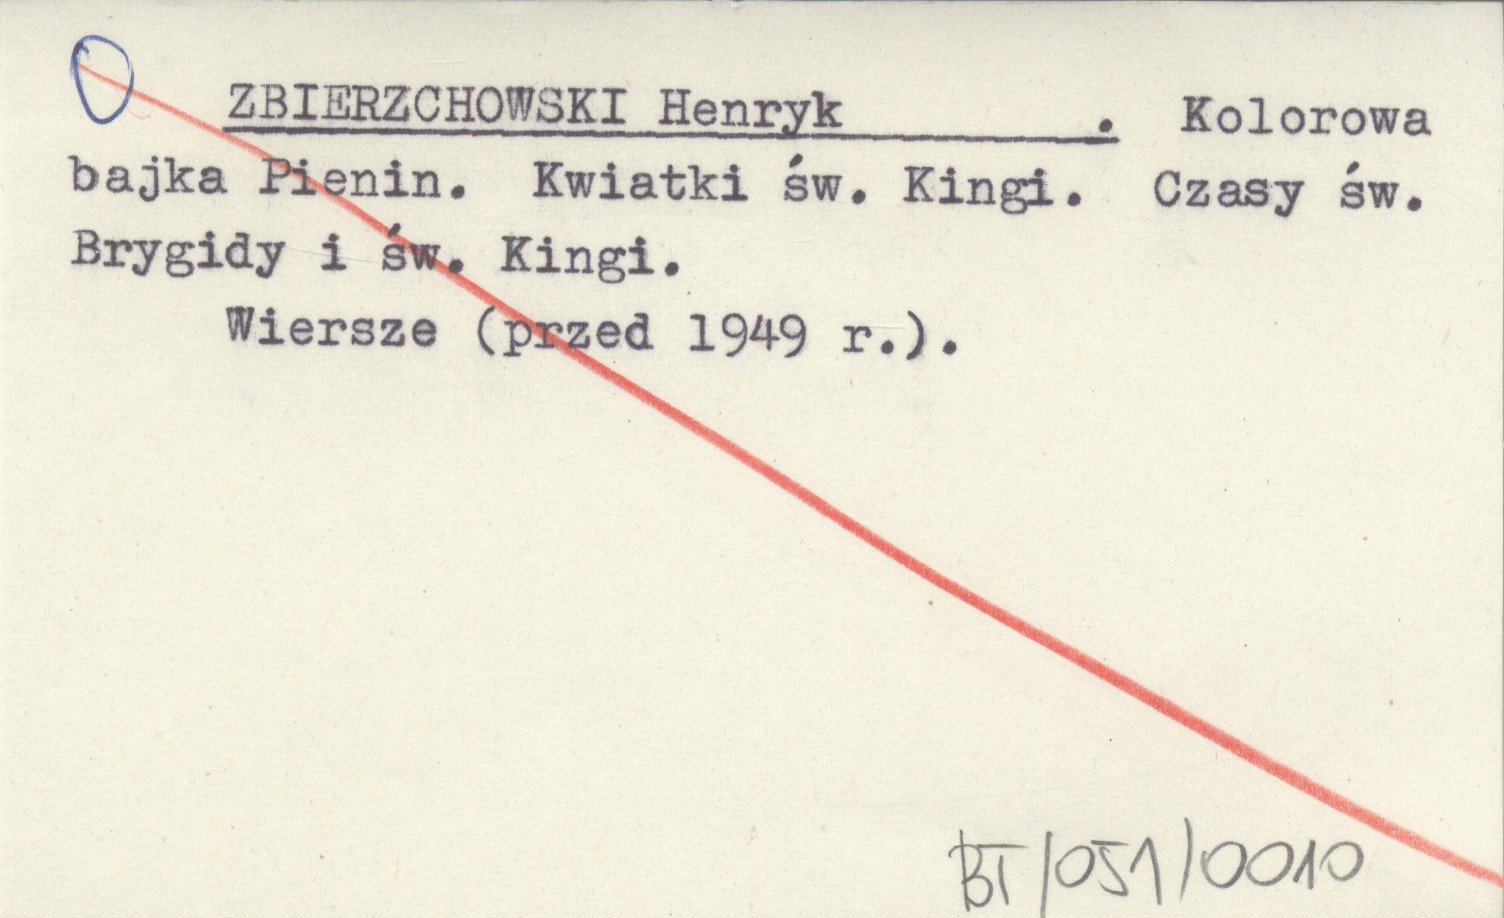 ZBIERZCHOWSKI Henryk . Kolorowa
bajka Pienin. Kwiatki św. Kingi. Czasy św.
Brygidy i św. Kingi.
Wiersze (przed 1949 r.).
BT/051/0010